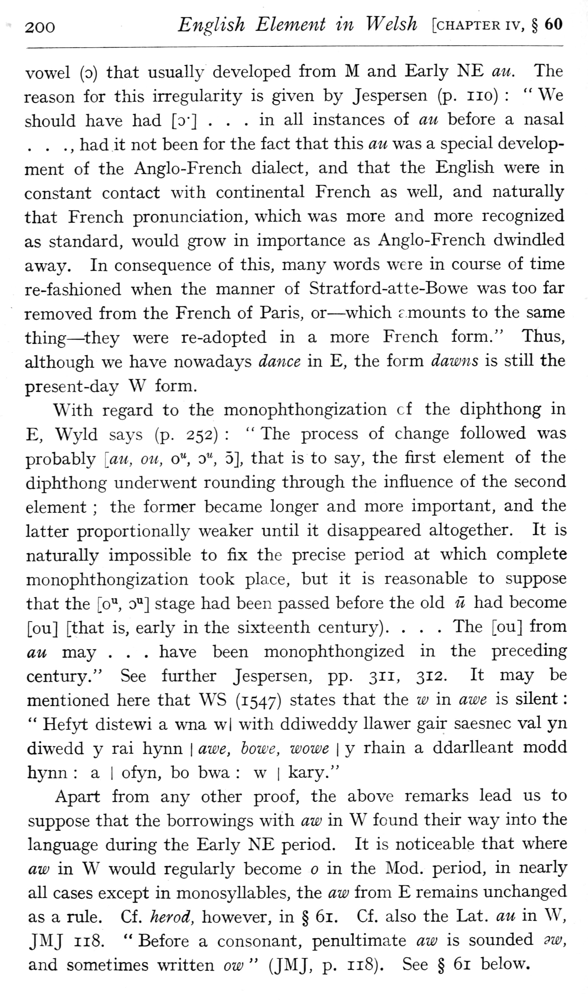 200 English Element in Welsh [CHAPTER IV, § 60
vowel (ɔ) that usually developed from M and Early NE au. The
reason for this irregularity is given by Jespersen (p. 110) : “ We
should have had [ɔ·] . . . in all instances of au before a nasal
. . ., had it not been for the fact that this au was a special develop-
ment of the Anglo-French dialect, and that the English were in
constant contact with continental French as well, and naturally
that French pronunciation, which was more and more recognized
as standard, would grow in importance as Anglo-French dwindled
away. In consequence of this, many words were in course of time
re-fashioned when the manner of Stratford-atte-Bowe was too far
removed from the French of Paris, or—which amounts to the same
thing—they were re-adopted in a more French form.” Thus,
although we have nowadays dance in E, the form dawns is still the
present-day W form.
With regard to the monophthongization of the diphthong in
E, Wyld says (p. 252) : “ The process of change followed was
probably [au, ou, oᵘ, ɔᵘ, ɔ̄], that is to say, the first element of the
diphthong underwent rounding through the influence of the second
element ; the former became longer and more important, and the
latter proportionally weaker until it disappeared altogether. It is
naturally impossible to fix the precise period at which complete
monophthongization took place, but it is reasonable to suppose
that the [oᵘ, ɔᵘ] stage had been passed before the old ū had become
[ou] [that is, early in the sixteenth century). . . . The [ou] from
au may . . . have been monophthongized in the preceding
century.” See further Jespersen, pp. 311, 312. It may be
mentioned here that WS (1547) states that the w in awe is silent :
“ Hefyt distewi a wna w| with ddiweddy llawer gair saesnec val yn
diwedd y rai hynn | awe, bowe, wowe | y rhain a ddarlleant modd
hynn : a | ofyn, bo bwa : w | kary.”
Apart from any other proof, the above remarks lead us to
suppose that the borrowings with aw in W found their way into the
language during the Early NE period. It is noticeable that where
aw in W would regularly become o in the Mod. period, in nearly
all cases except in monosyllables, the aw from E remains unchanged
as a rule. Cf. herod, however, in § 61. Cf. also the Lat. au in W,
JMJ 118. “ Before a consonant, penultimate aw is sounded əw,
and sometimes written ow ” (JMJ, p. 118). See § 61 below.